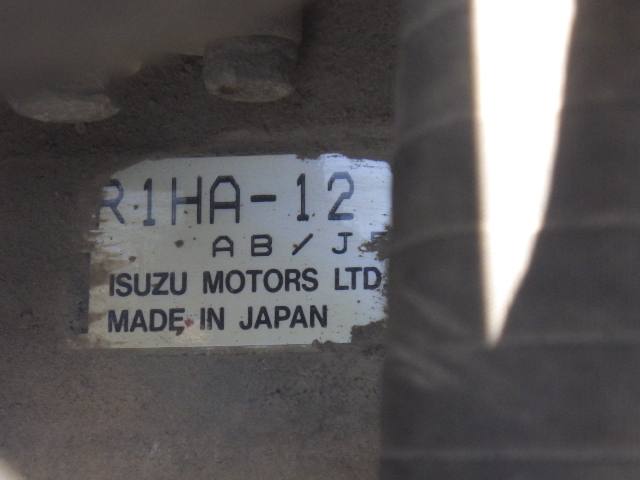 R1HA-12
AB/J
ISUZU MOTORS LTD
MADE IN JAPAN